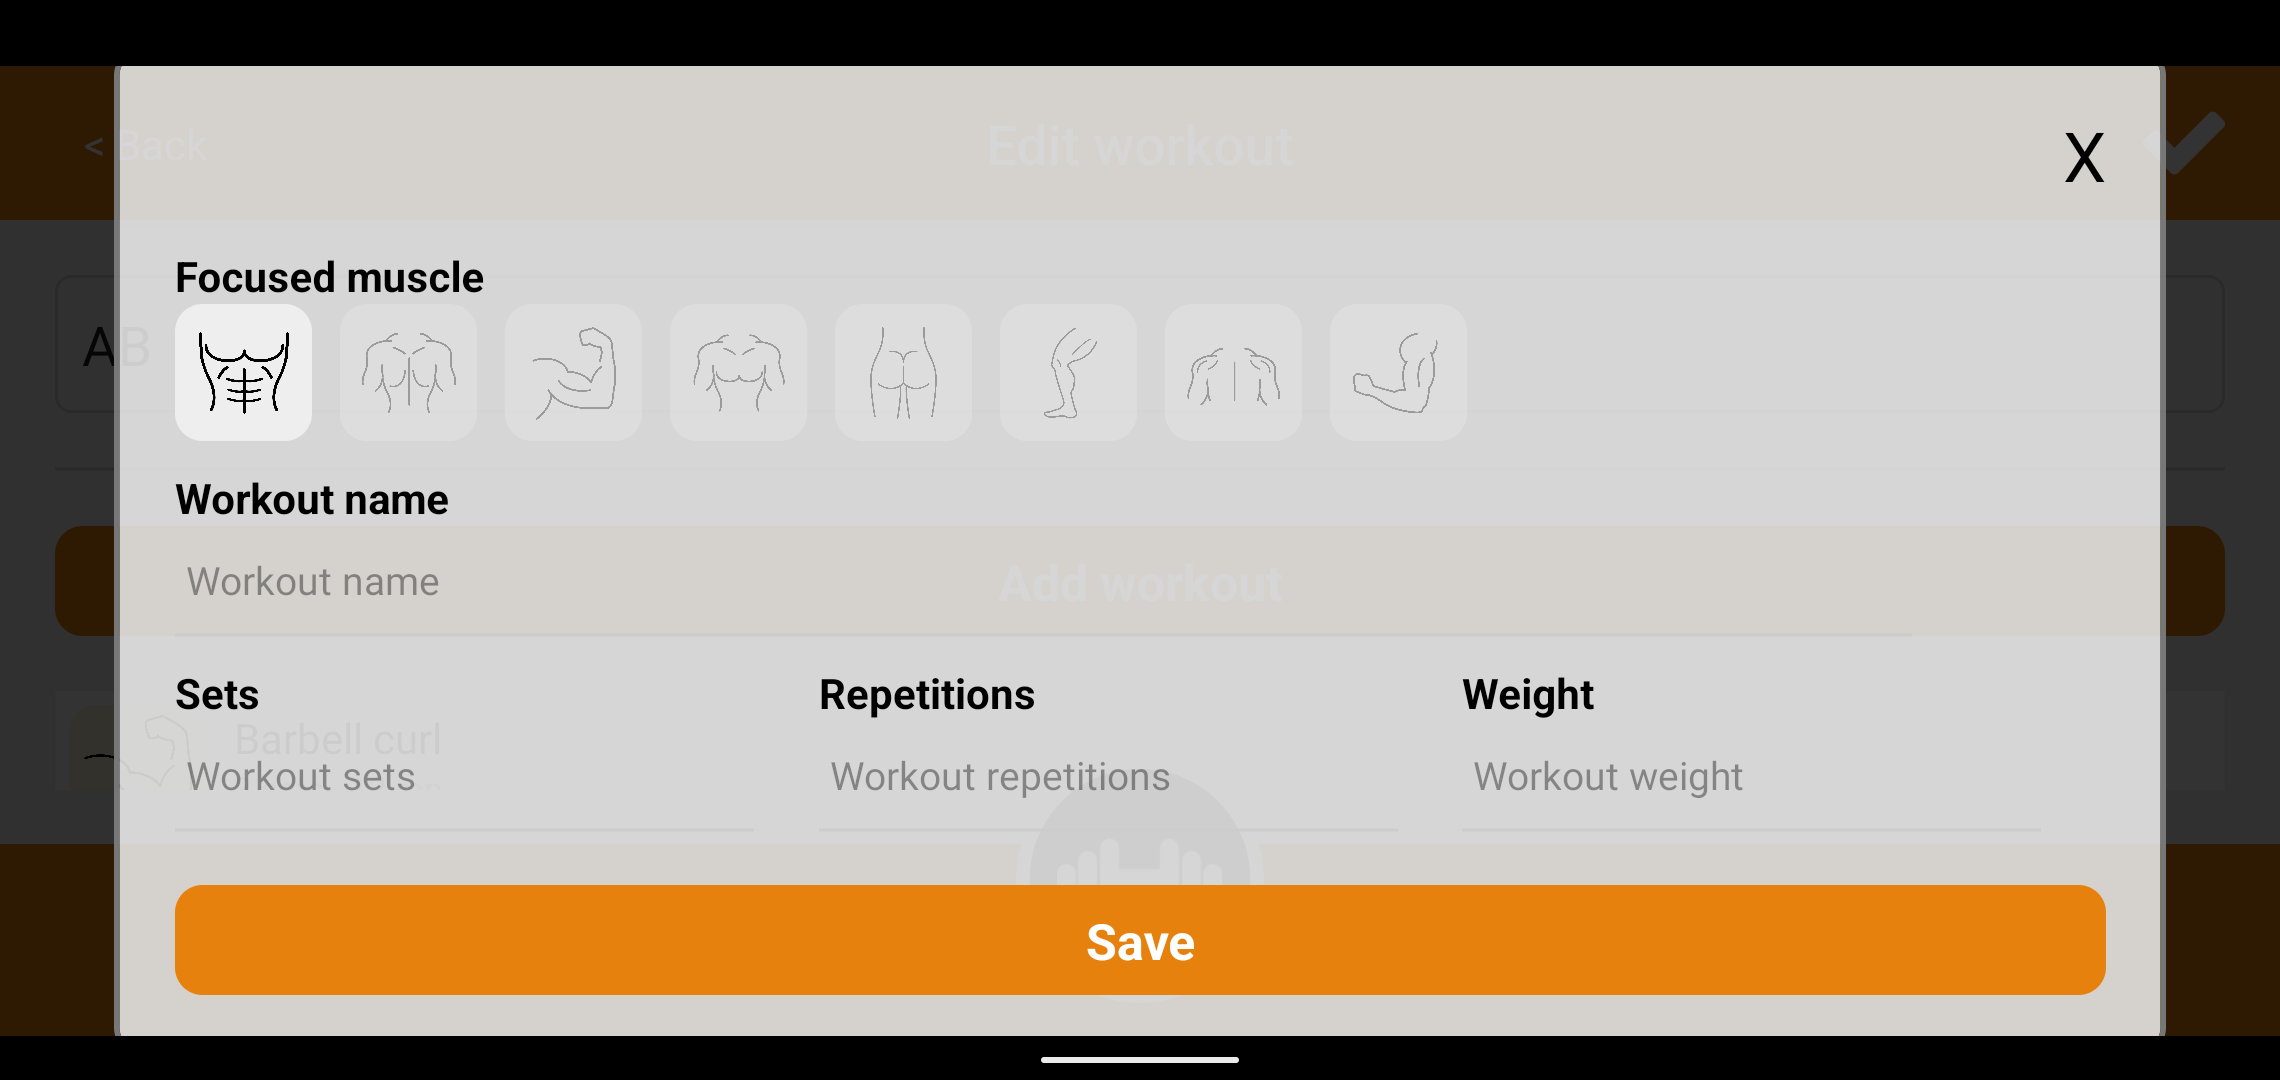 < Back
Edit workout
X
Focused muscle
AB
Workout name
Workout name
Add workout
Sets
Repetitions
Weight
Barbell curl
Workout sets
Workout repetitions
Workout weight
Save